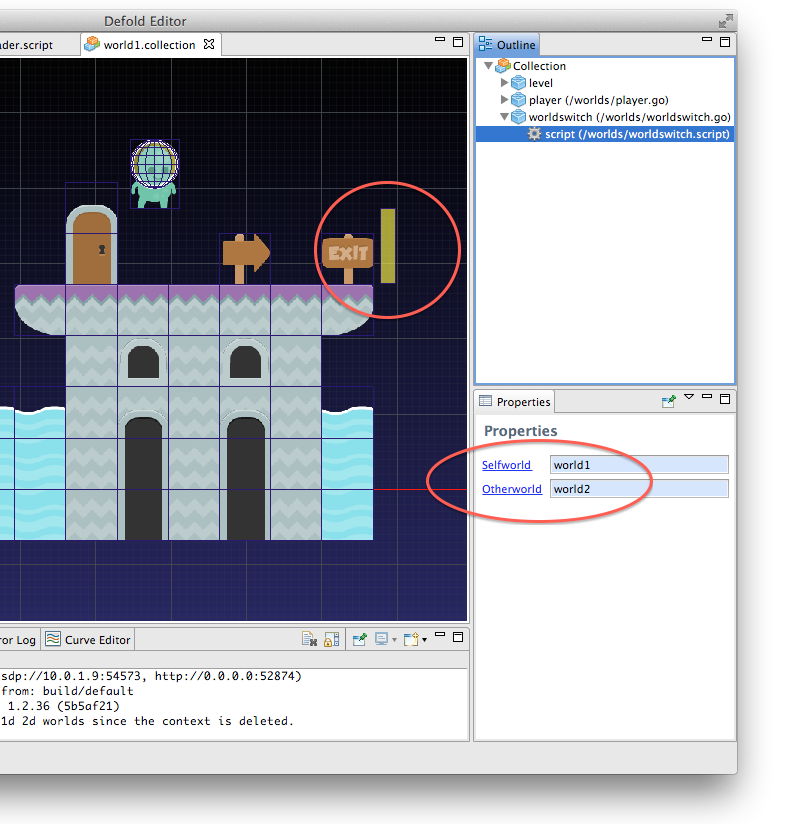 Defold Editor
ader.script
world1.collection
Outline
Collection
level
player (/worlds/player.go)
worldswitch (/worlds/worldswitch.go)
script (/worlds/worldswitch.script)
EXIT
Properties
Properties
Selfworld world1
Otherworld world2
ror Log
Curve Editor
sdp://10.0.1.9:54573, http://0.0.0.0:52874)
from: build/default
1.2.36 (5b5af21)
1d 2d worlds since the context is deleted.